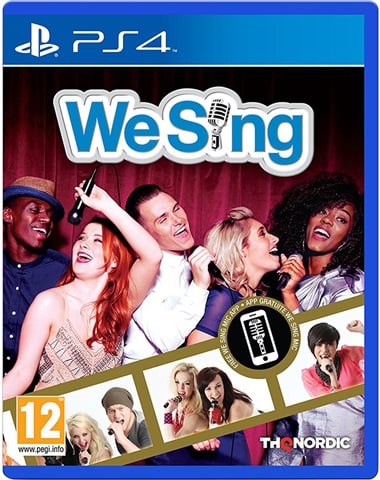 PS4
We Sing
FREE WE SING MIC APP • APP GRATUITE WE SING MIC
12
www.pegi.info
THQNORDIC